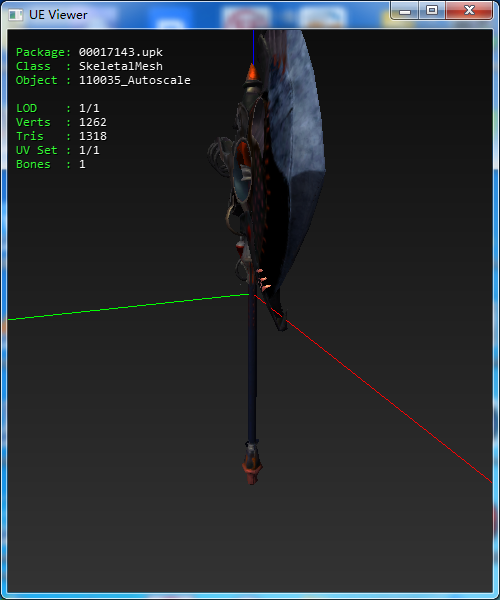 UE Viewer
Package: 00017143.upk
Class : SkeletalMesh
Object : 110035_Autoscale
LOD : 1/1
Verts : 1262
Tris : 1318
UV Set : 1/1
Bones : 1